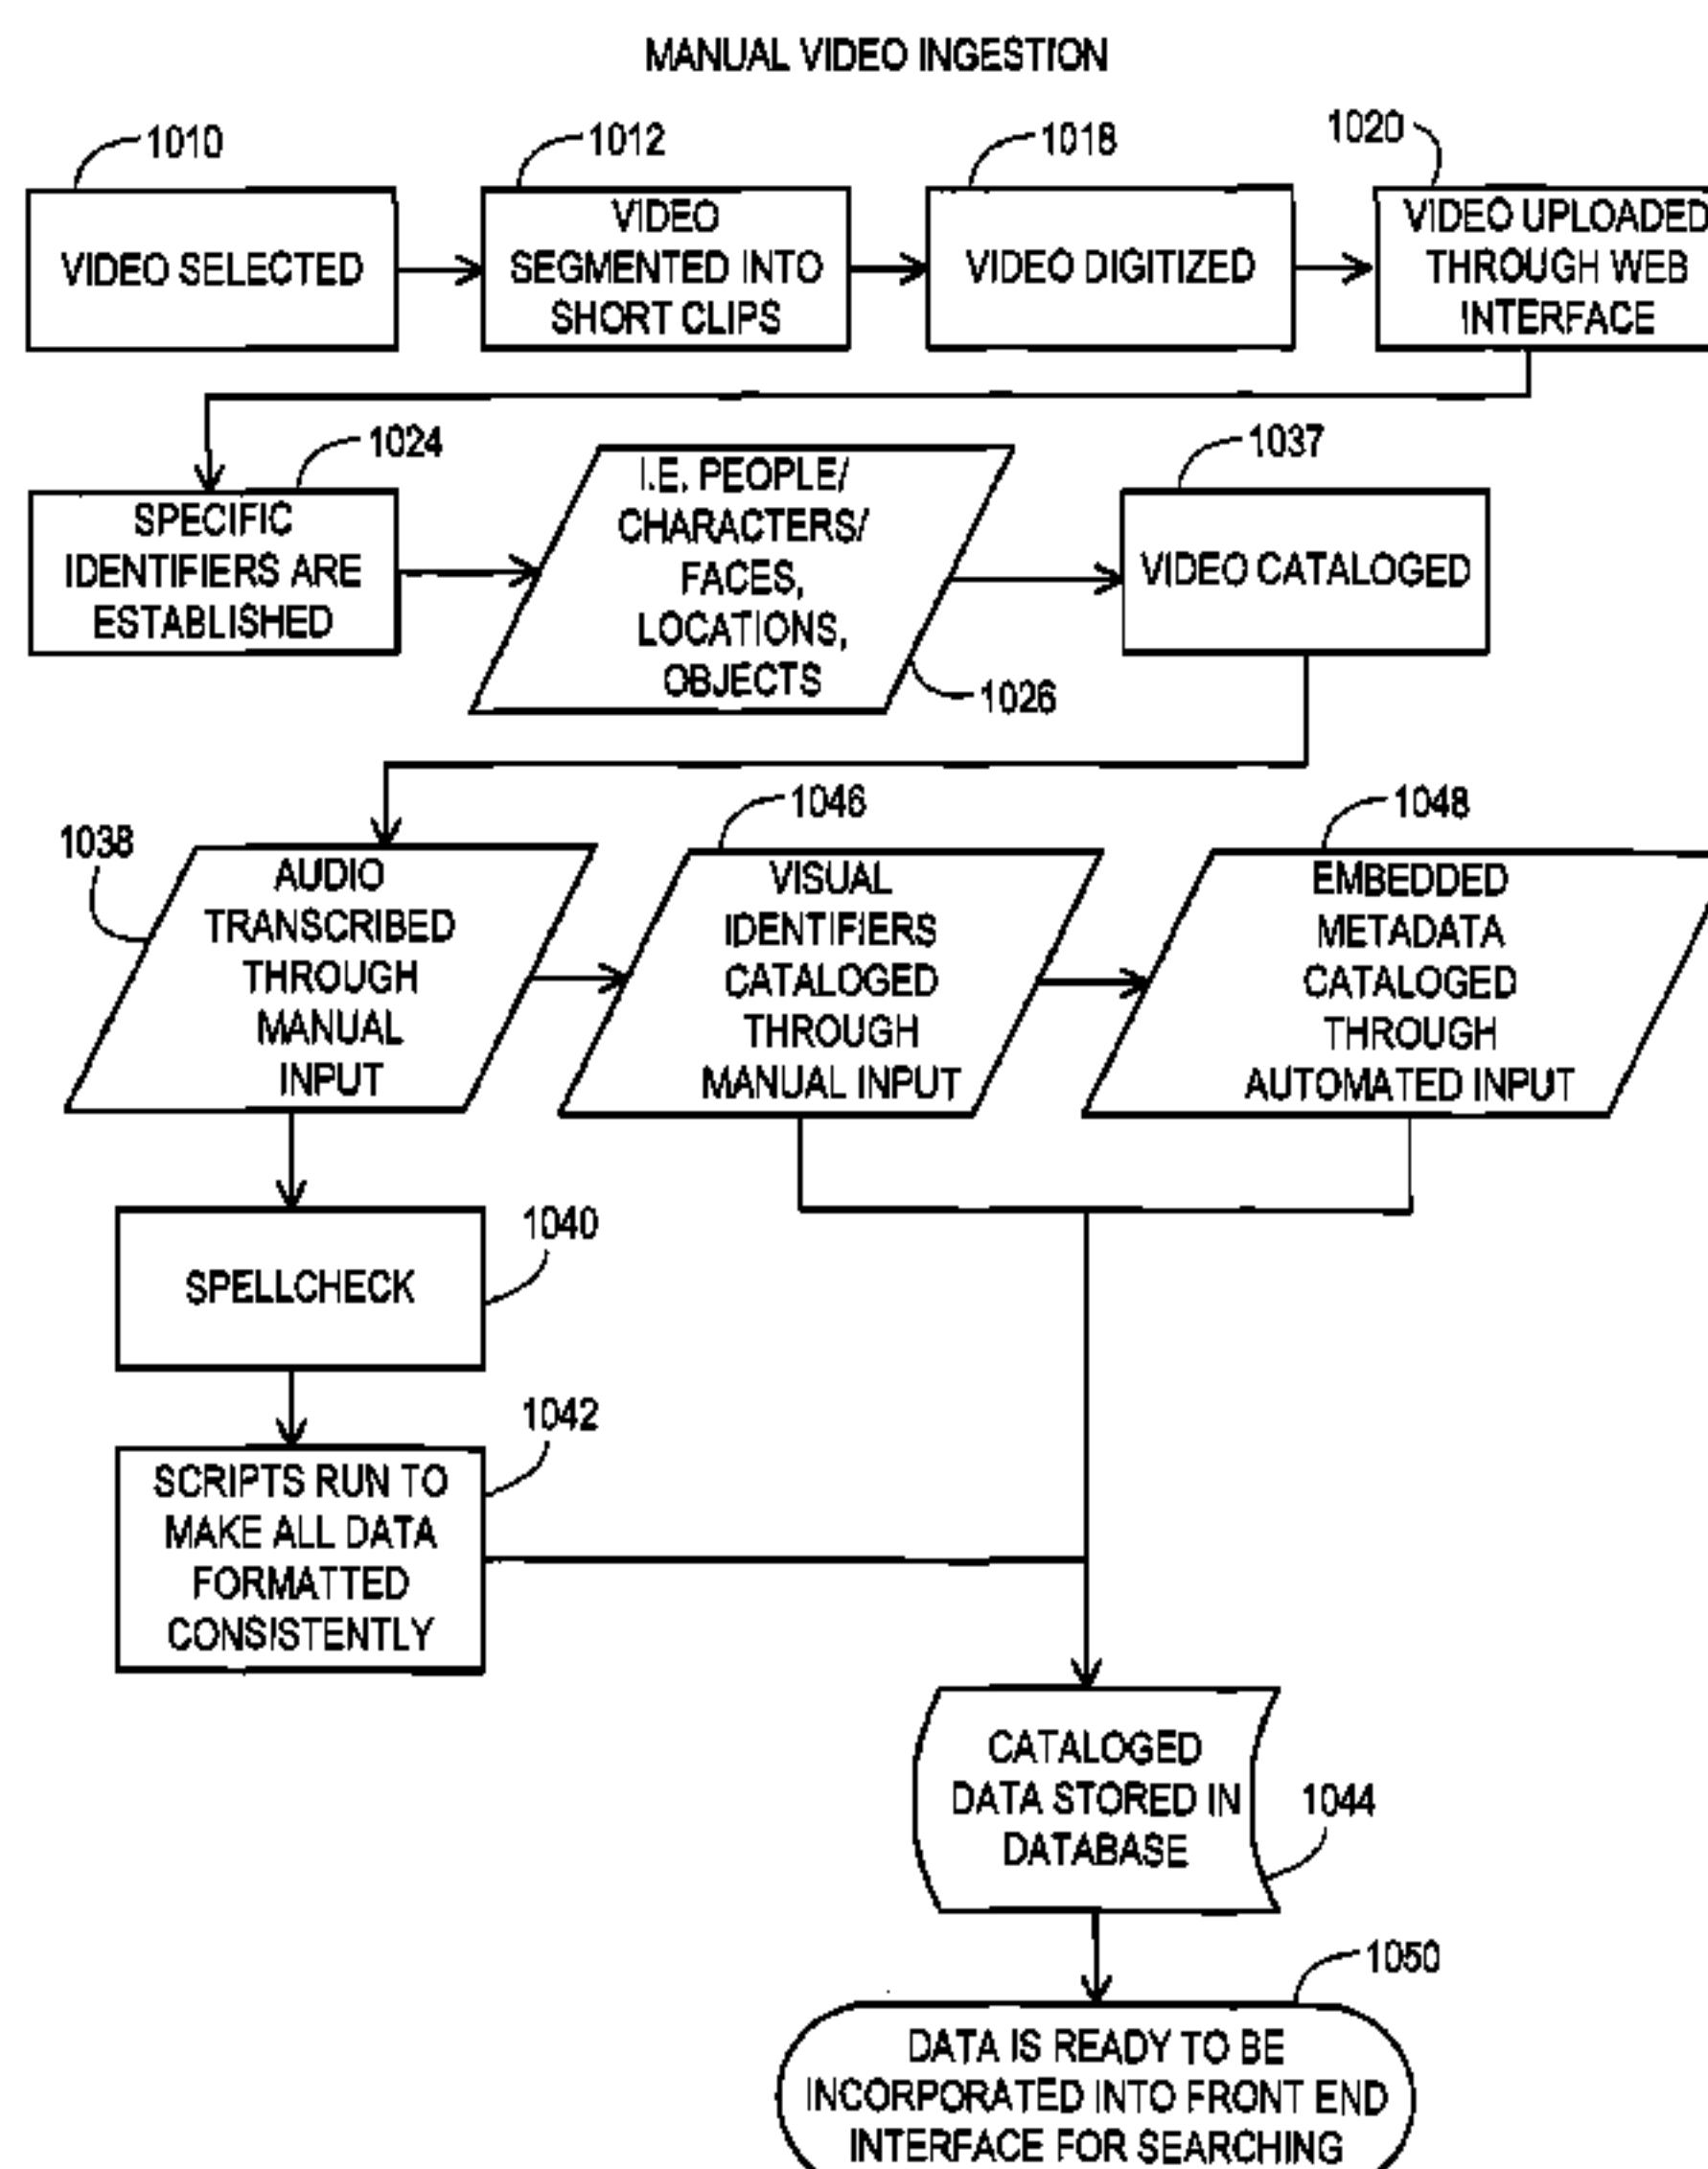 MANUAL VIDEO INGESTION
1010
1012
1018
1020
VIDEO SELECTED
VIDEO
SEGMENTED INTO
SHORT CLIPS
VIDEO DIGITIZED
VIDEO UPLOADED
THROUGH WEB
INTERFACE
1024
SPECIFIC
IDENTIFIERS ARE
ESTABLISHED
I.E. PEOPLE/
CHARACTERS/
FACES,
LOCATIONS,
OBJECTS
1026
1037
VIDEO CATALOGED
1038
AUDIO
TRANSCRIBED
THROUGH
MANUAL
INPUT
1046
VISUAL
IDENTIFIERS
CATALOGED
THROUGH
MANUAL INPUT
1048
EMBEDDED
METADATA
CATALOGED
THROUGH
AUTOMATED INPUT
1040
SPELLCHECK
1042
SCRIPTS RUN TO
MAKE ALL DATA
FORMATTED
CONSISTENTLY
CATALOGED
DATA STORED IN
DATABASE
1044
1050
DATA IS READY TO BE
INCORPORATED INTO FRONT END
INTERFACE FOR SEARCHING